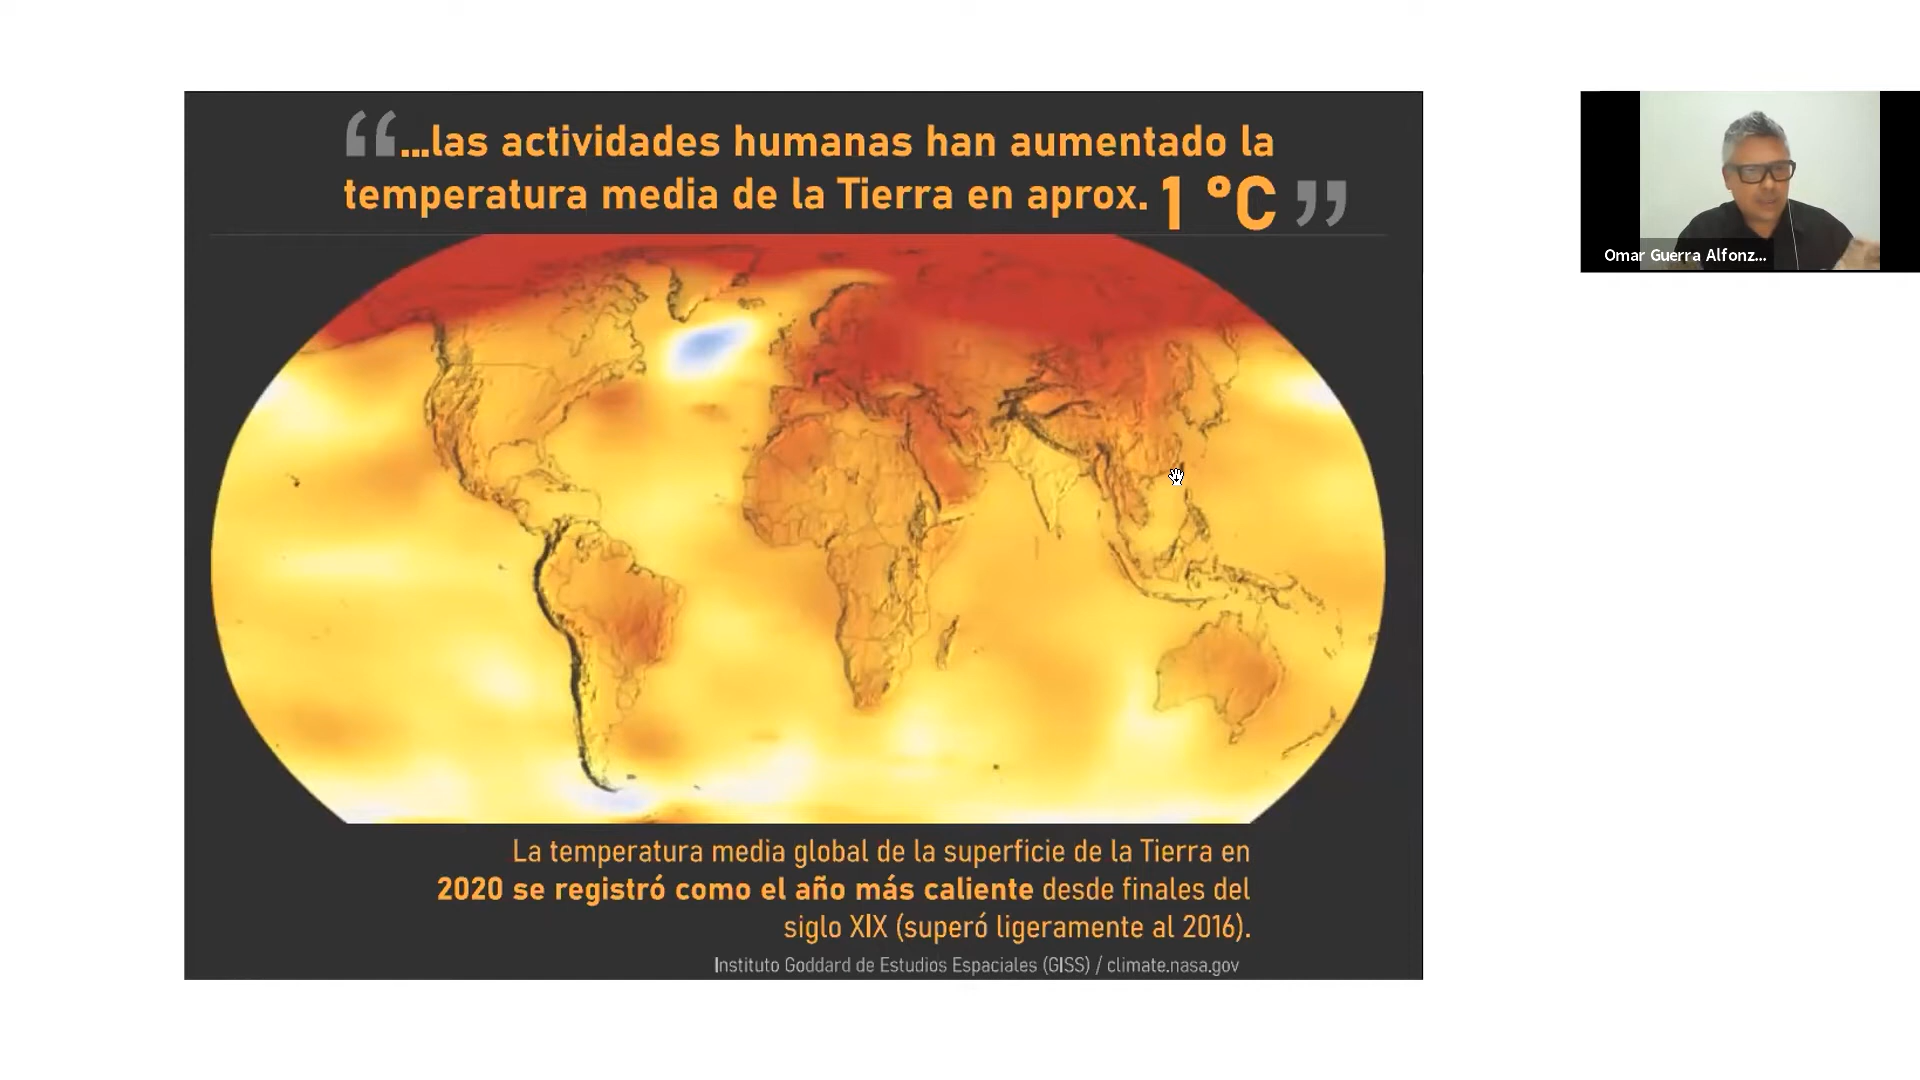 “...las actividades humanas han aumentado la
temperatura media de la Tierra en aprox. 1 °C”
La temperatura media global de la superficie de la Tierra en
2020 se registró como el año más caliente desde finales del
siglo XIX (superó ligeramente al 2016).
Instituto Goddard de Estudios Espaciales (GISS) / climate.nasa.gov
Omar Guerra Alfonz...